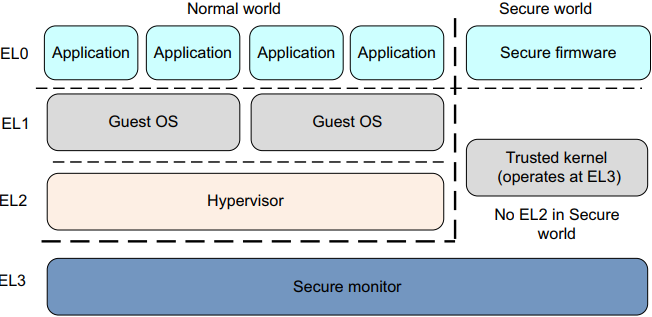 Normal world
Secure world
EL0
Application
Application
Application
Application
Secure firmware
EL1
Guest OS
Guest OS
Trusted kernel
(operates at EL3)
EL2
Hypervisor
No EL2 in Secure
world
EL3
Secure monitor